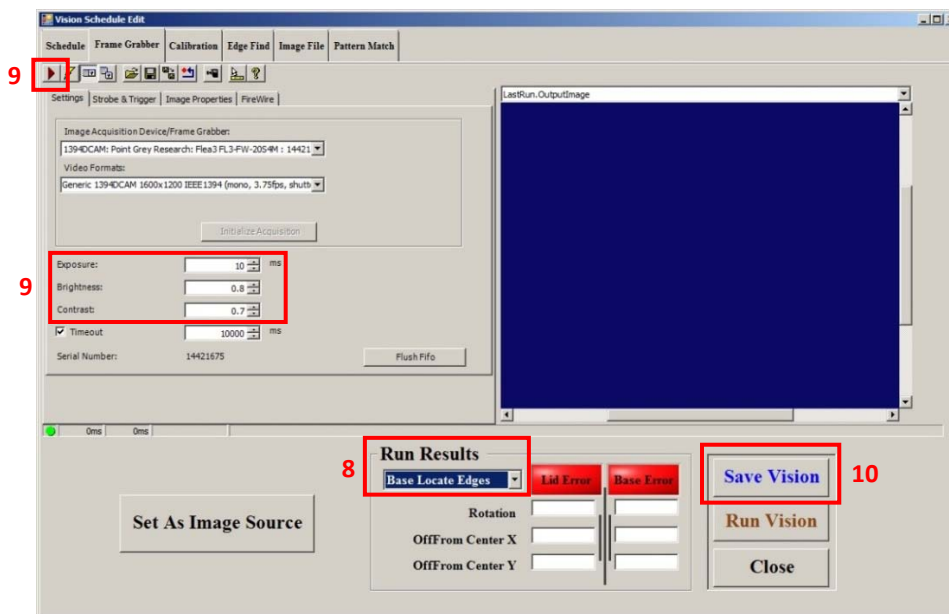 Vision Schedule Edit
Schedule Frame Grabber Calibration Edge Find Image File Pattern Match
9
Settings Strobe & Trigger Image Properties FireWire
LastRun.OutputImage
Image Acquisition Device/Frame Grabber:
1394DCAM: Point Grey Research: Flea3 FL3-FW-20S4M : 14421
Video Formats:
Generic 1394DCAM 1600x1200 IEEE1394 (mono, 3.75fps, shutb
Initialize Acquisition
9
Exposure: 10 ms
Brightness: 0.8
Contrast: 0.7
Timeout 10000 ms
Serial Number: 14421675 Flush Fifo
0ms 0ms
8
Run Results
Base Locate Edges Lid Error Base Error
Rotation
OffFrom Center X
OffFrom Center Y
Set As Image Source
Save Vision 10
Run Vision
Close